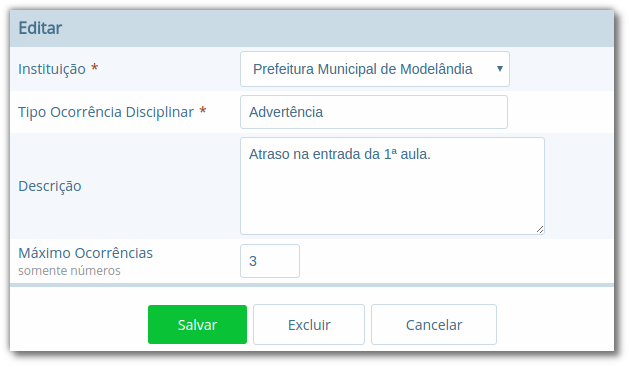 Editar
Instituição *
Prefeitura Municipal de Modelândia
Tipo Ocorrência Disciplinar *
Advertência
Descrição
Atraso na entrada da 1ª aula.
Máximo Ocorrências
somente números
3
Salvar
Excluir
Cancelar